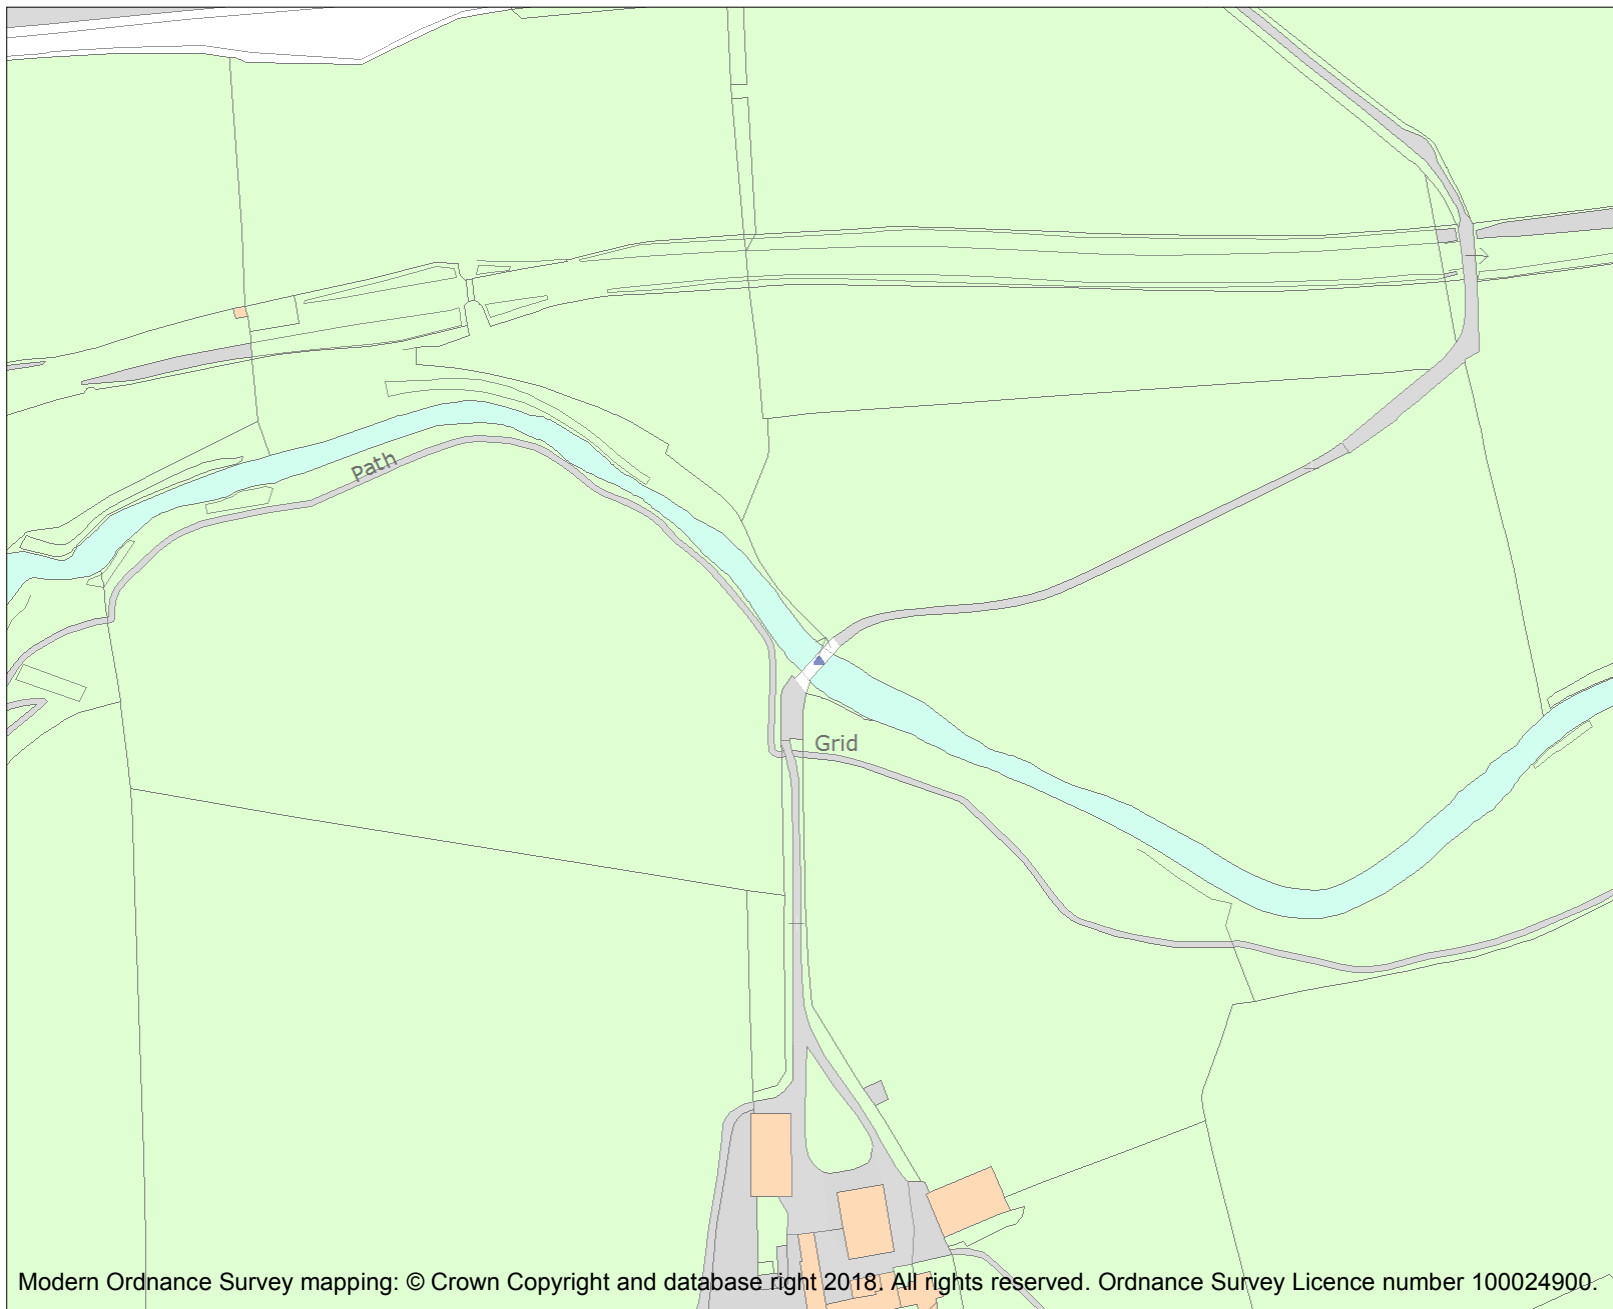 Path
Grid
Modern Ordnance Survey mapping: © Crown Copyright and database right 2018. All rights reserved. Ordnance Survey Licence number 100024900.